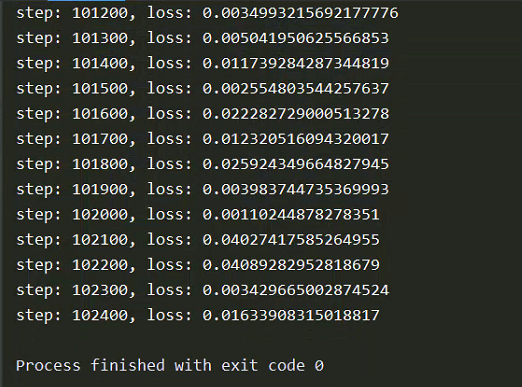 step: 101200, loss: 0.0034993215692177776
step: 101300, loss: 0.005041950625566853
step: 101400, loss: 0.011739284287344819
step: 101500, loss: 0.002554803544257637
step: 101600, loss: 0.022282729000513278
step: 101700, loss: 0.012320516094320017
step: 101800, loss: 0.025924349664827945
step: 101900, loss: 0.003983744735369993
step: 102000, loss: 0.00110244878278351
step: 102100, loss: 0.04027417585264955
step: 102200, loss: 0.04089282952818679
step: 102300, loss: 0.003429665002874524
step: 102400, loss: 0.01633908315018817
Process finished with exit code 0